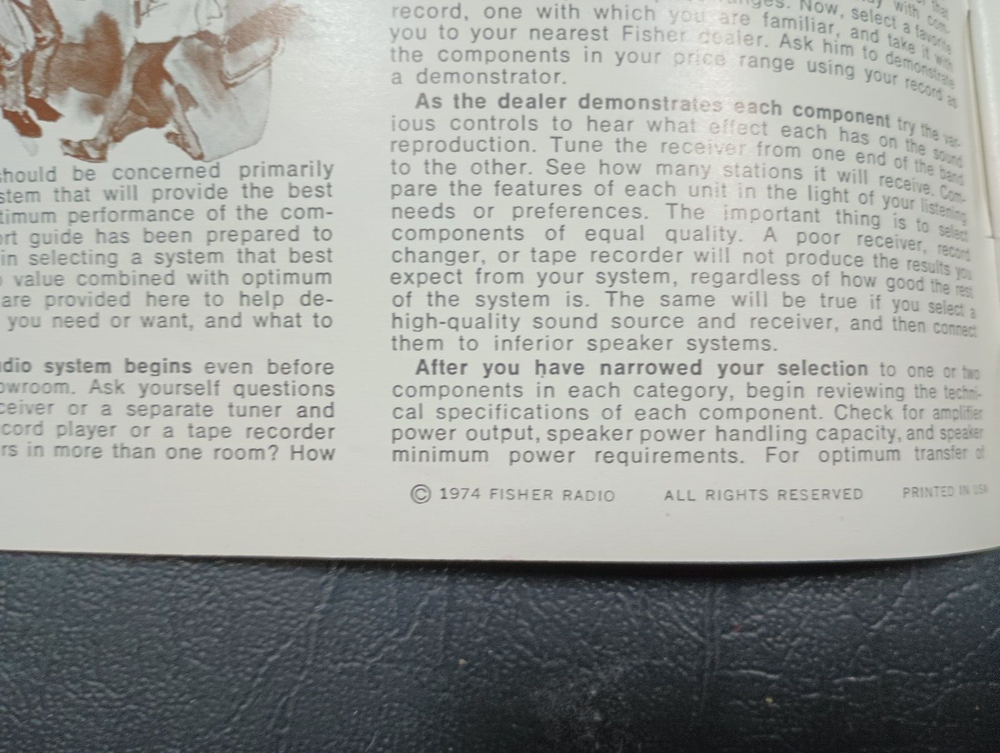 should be concerned primarily
stem that will provide the best
timum performance of the com-
ort guide has been prepared to
in selecting a system that best
value combined with optimum
are provided here to help de-
you need or want, and what to
dio system begins even before
owroom. Ask yourself questions
ceiver or a separate tuner and
cord player or a tape recorder
rs in more than one room? How
Now, select a favorite
record, one with which you are familiar, and take it with
you to your nearest Fisher dealer. Ask him to demonstrate
the components in your price range using your record as
a demonstrator.
As the dealer demonstrates each component try the var-
ious controls to hear what effect each has on the sound
reproduction. Tune the receiver from one end of the band
to the other. See how many stations it will receive. Com-
pare the features of each unit in the light of your listening
needs or preferences. The important thing is to select
components of equal quality. A poor receiver, record
changer, or tape recorder will not produce the results you
expect from your system, regardless of how good the rest
of the system is. The same will be true if you select a
high-quality sound source and receiver, and then connect
them to inferior speaker systems.
After you have narrowed your selection to one or two
components in each category, begin reviewing the techni-
cal specifications of each component. Check for amplifier
power output, speaker power handling capacity, and speaker
minimum power requirements. For optimum transfer of
© 1974 FISHER RADIO ALL RIGHTS RESERVED PRINTED IN USA